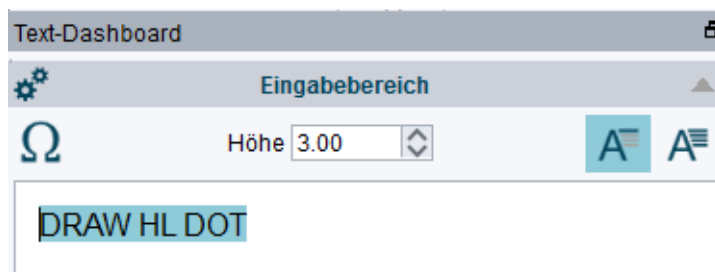 Text-Dashboard
Eingabebereich
Ω Höhe 3.00 A A
DRAW HL DOT